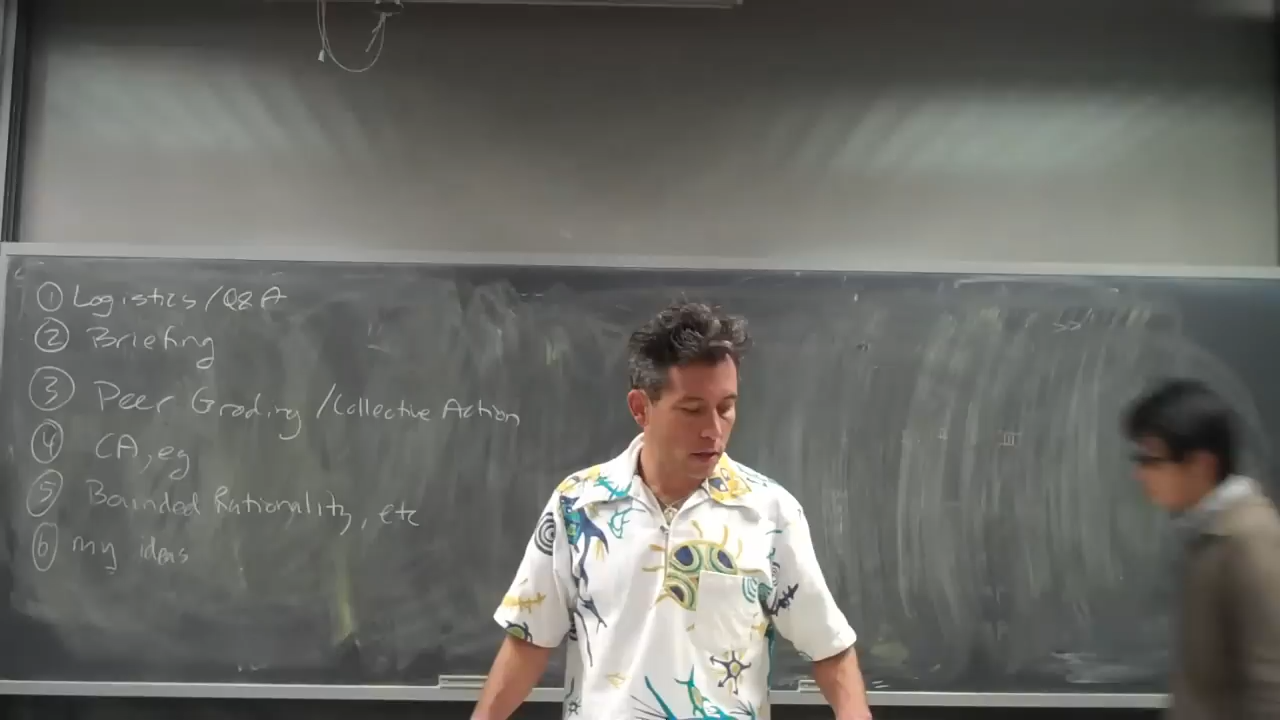 ① Logistics/Q&A
② Briefing
③ Peer Grading/Collective Action
④ CA, eg
⑤ Bounded Rationality, etc
⑥ my ideas